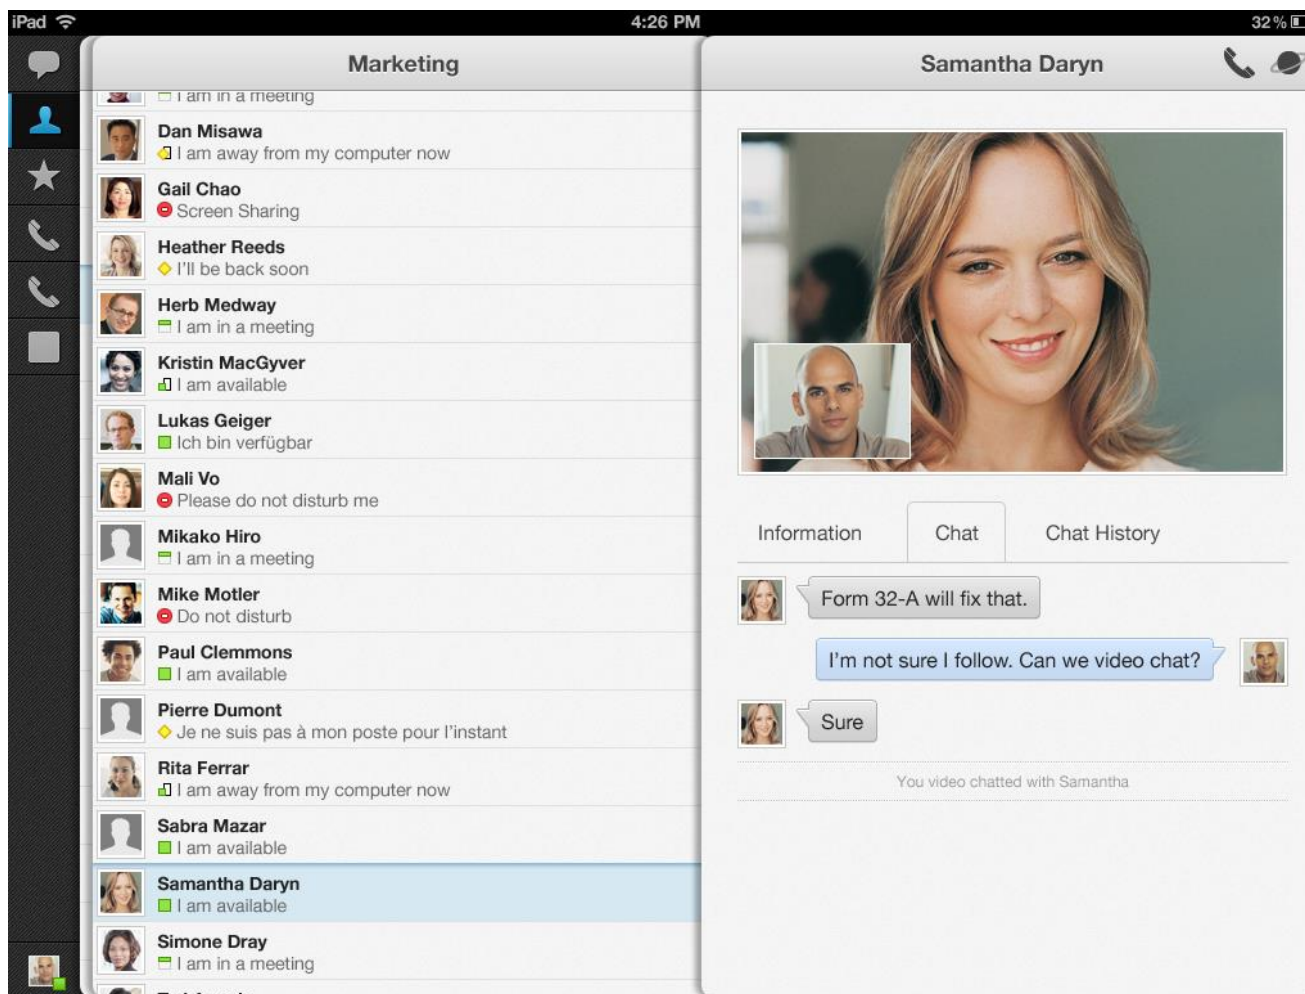 iPad
4:26 PM
32%
Marketing
I am in a meeting
Dan Misawa
I am away from my computer now
Gail Chao
Screen Sharing
Heather Reeds
I'll be back soon
Herb Medway
I am in a meeting
Kristin MacGyver
I am available
Lukas Geiger
Ich bin verfügbar
Mali Vo
Please do not disturb me
Mikako Hiro
I am in a meeting
Mike Motler
Do not disturb
Paul Clemmons
I am available
Pierre Dumont
Je ne suis pas à mon poste pour l'instant
Rita Ferrar
I am away from my computer now
Sabra Mazar
I am available
Samantha Daryn
I am available
Simone Dray
I am in a meeting
Samantha Daryn
Information
Chat
Chat History
Form 32-A will fix that.
I'm not sure I follow. Can we video chat?
Sure
You video chatted with Samantha